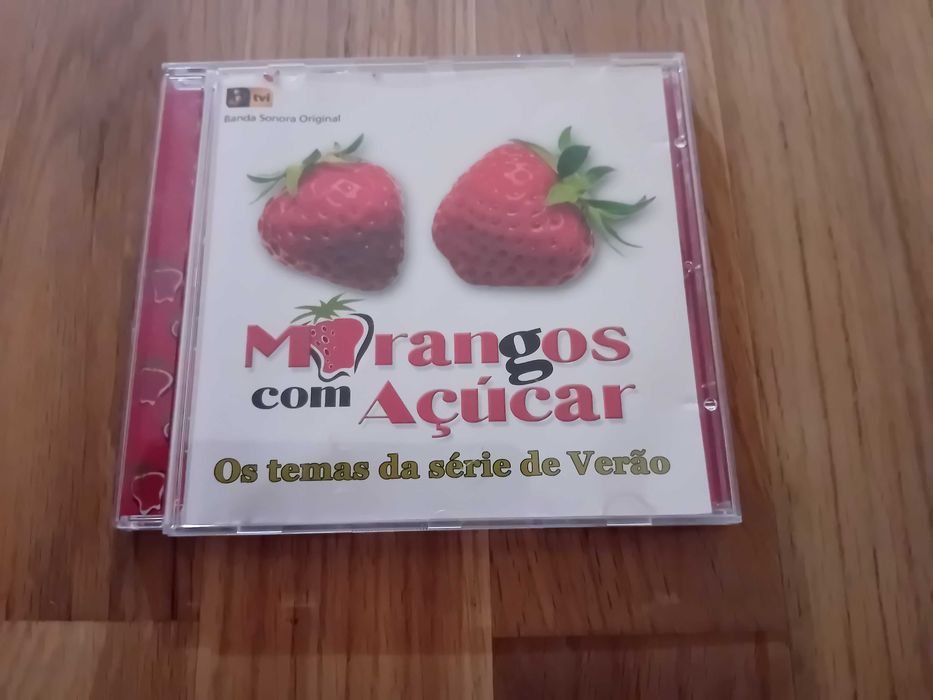 tvi
Banda Sonora Original
Morangos
com Açúcar
Os temas da série de Verão